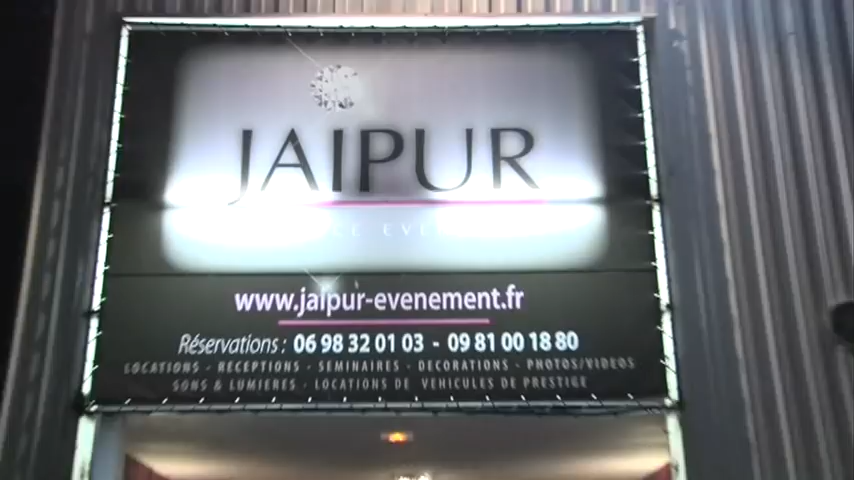 JAIPUR
www.jaipur-evenement.fr
Réservations : 06 98 32 01 03 - 09 81 00 18 80
LOCATIONS - RECEPTIONS - SEMINAIRES - DECORATIONS - PHOTOS/VIDEOS
SONS & LUMIERES - LOCATIONS DE VEHICULES DE PRESTIGE